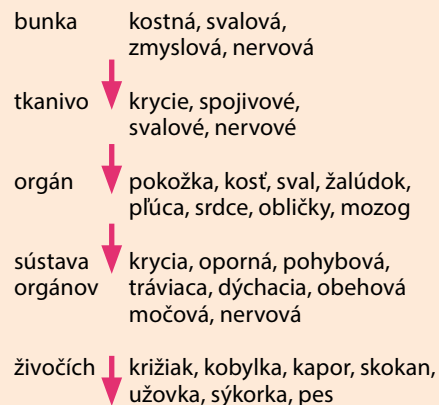 bunka kostná, svalová,
zmyslová, nervová
tkanivo krycie, spojivové,
svalové, nervové
orgán pokožka, kosť, sval, žalúdok,
pľúca, srdce, obličky, mozog
sústava krycia, oporná, pohybová,
orgánov tráviaca, dýchacia, obehová
močová, nervová
živočích križiak, kobylka, kapor, skokan,
užovka, sýkorka, pes